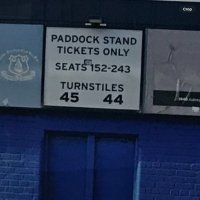 PADDOCK STAND
TICKETS ONLY
SEATS 152-243
TURNSTILES
45 44